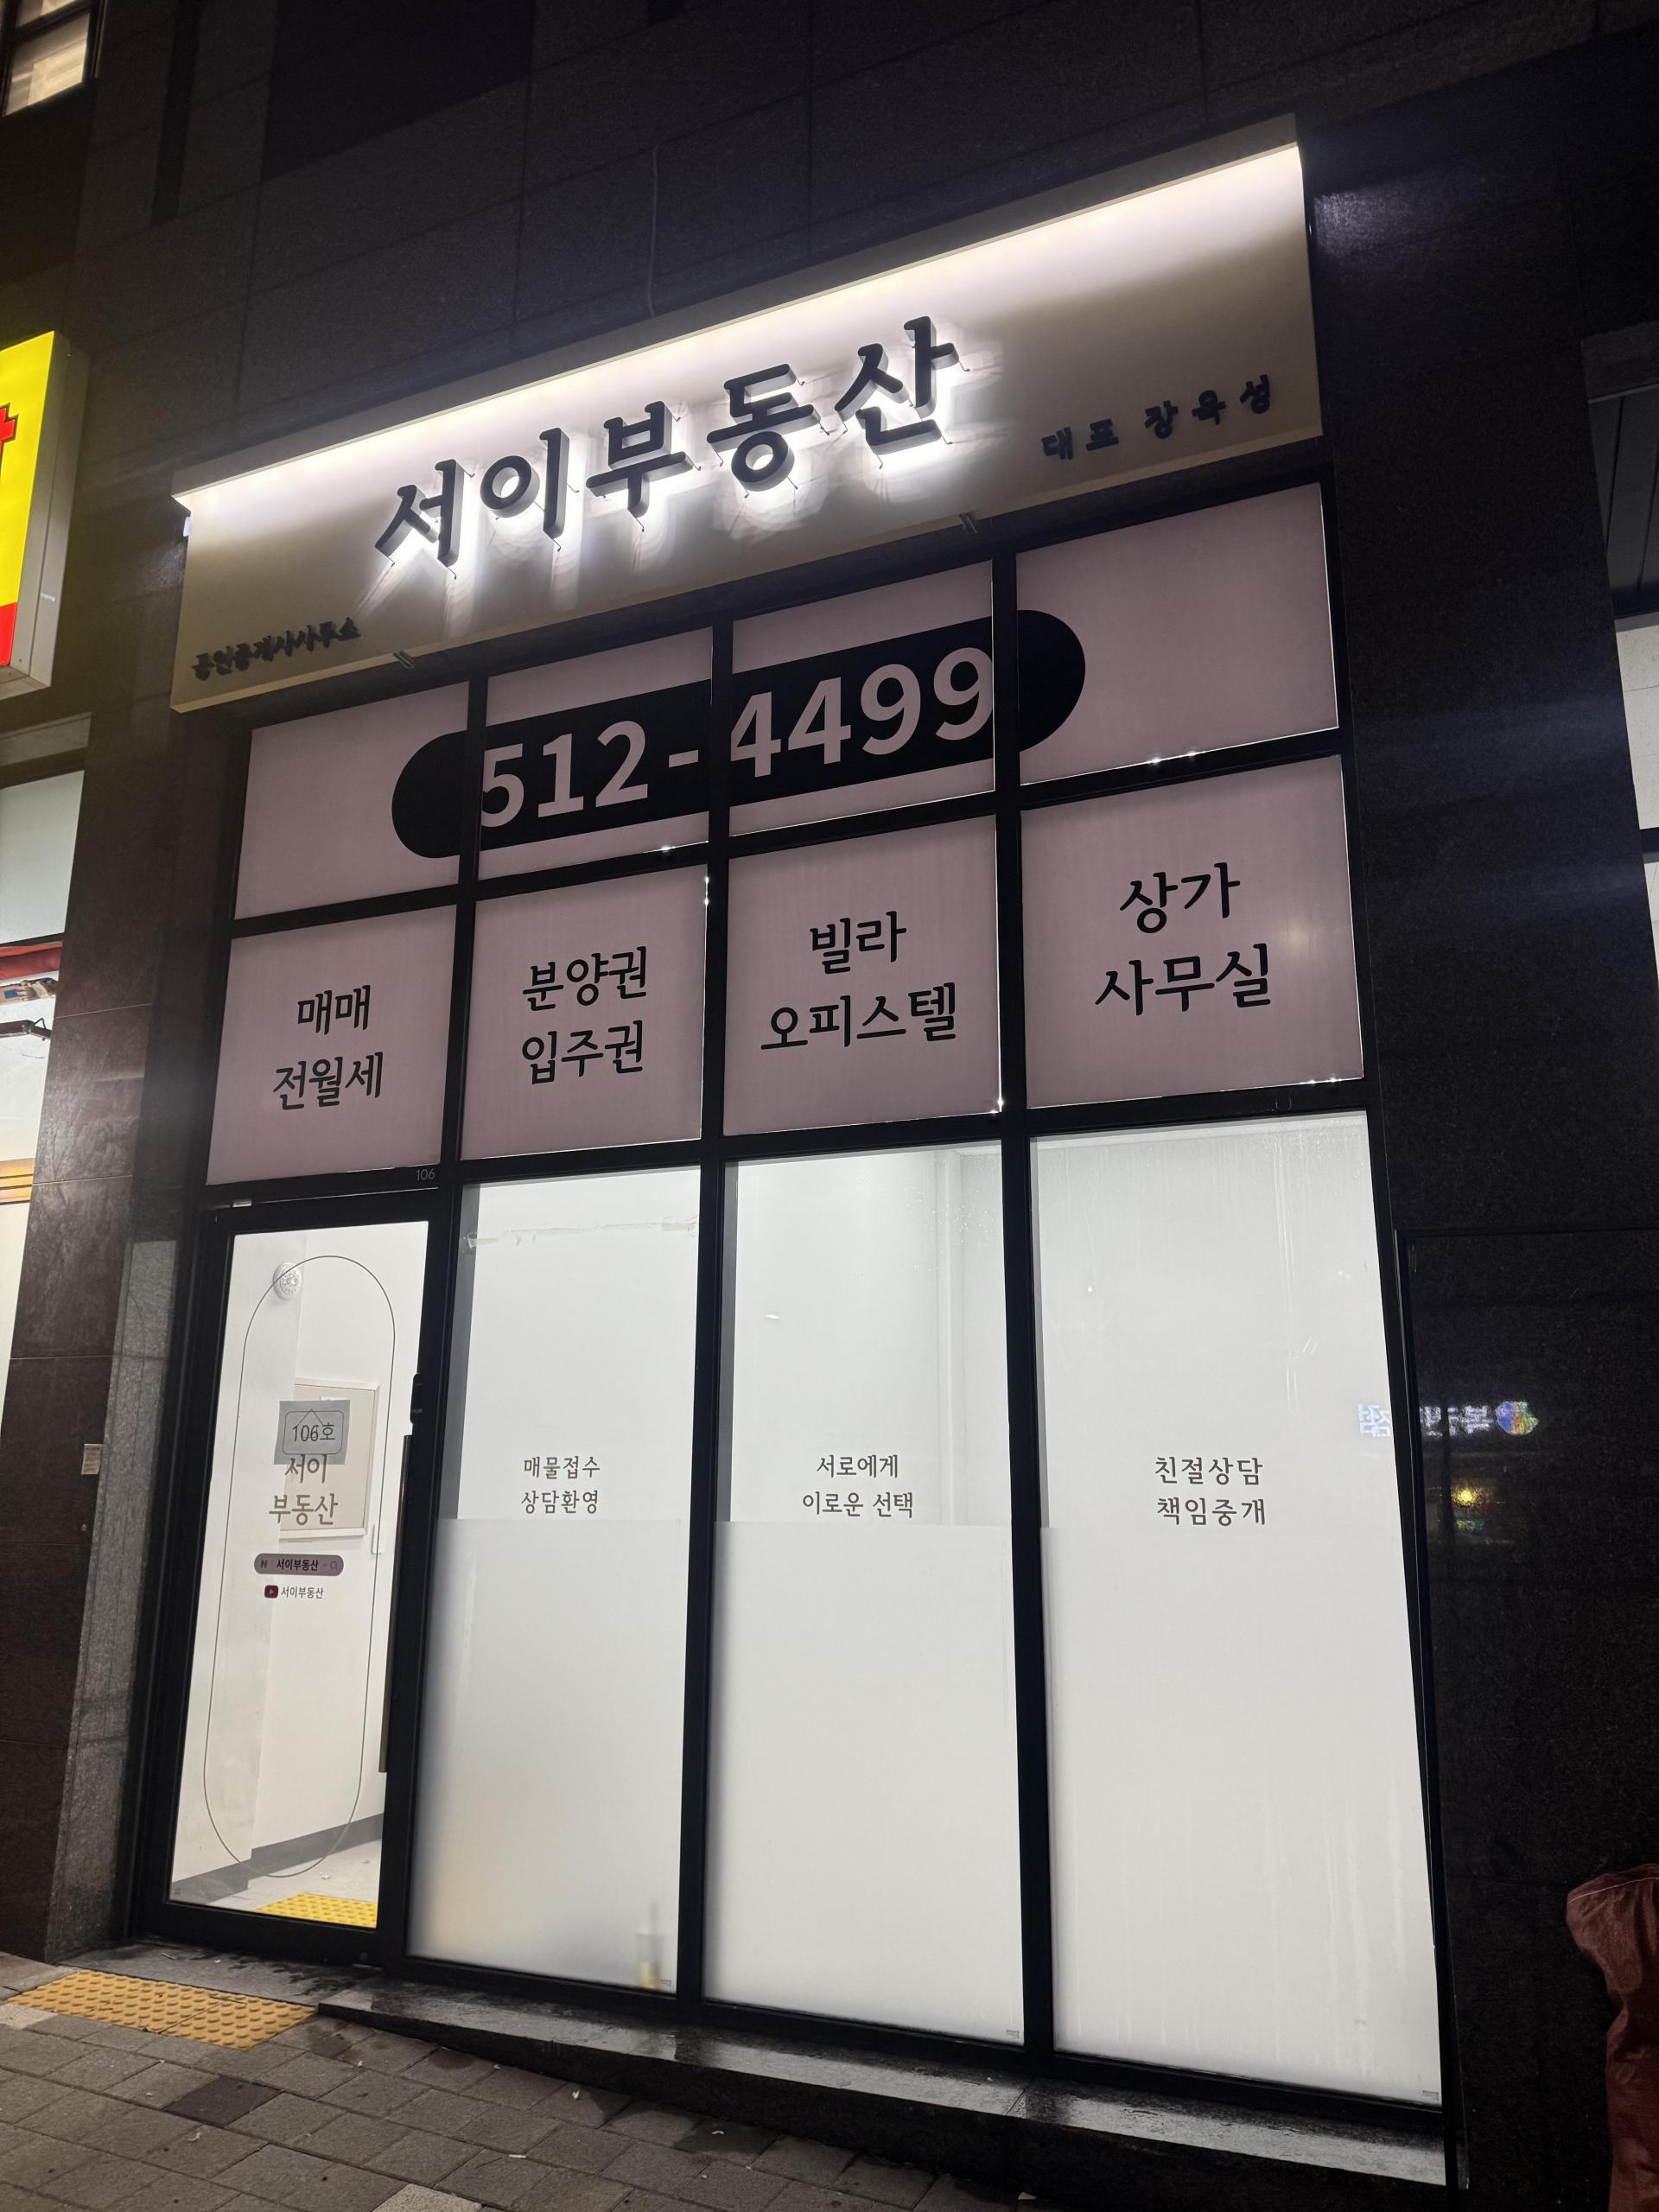 서이부동산
대표 장육성
공인중개사사무소
512-4499
매매
전월세
분양권
입주권
빌라
오피스텔
상가
사무실
106
106호
서이
부동산
서이부동산
서이부동산
매물접수
상담환영
서로에게
이로운 선택
친절상담
책임중개